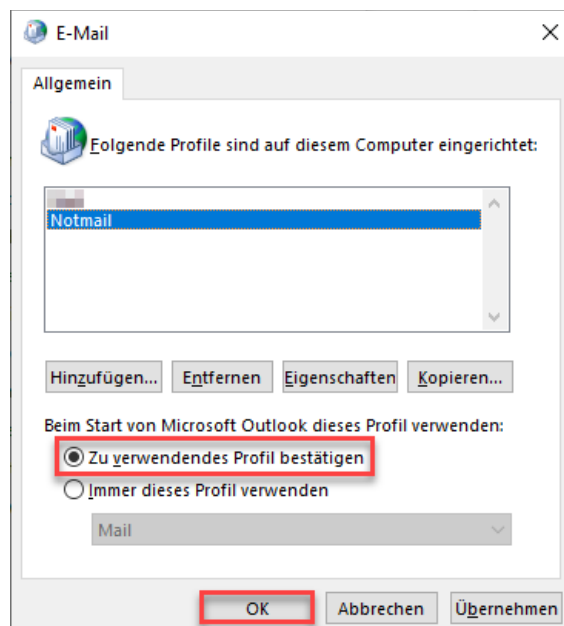 E-Mail
Allgemein
Folgende Profile sind auf diesem Computer eingerichtet:
Notmail
Hinzufügen... Entfernen Eigenschaften Kopieren...
Beim Start von Microsoft Outlook dieses Profil verwenden:
Zu verwendendes Profil bestätigen
Immer dieses Profil verwenden
Mail
OK Abbrechen Übernehmen